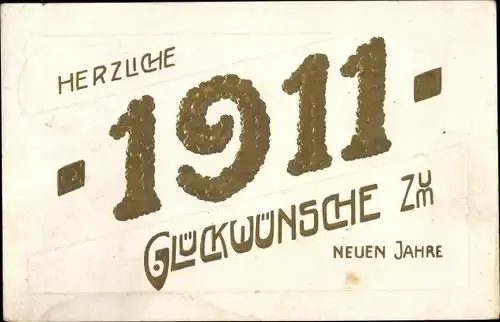 HERZLICHE
- 1911 -
GLÜCKWÜNSCHE ZUM
NEUEN JAHRE